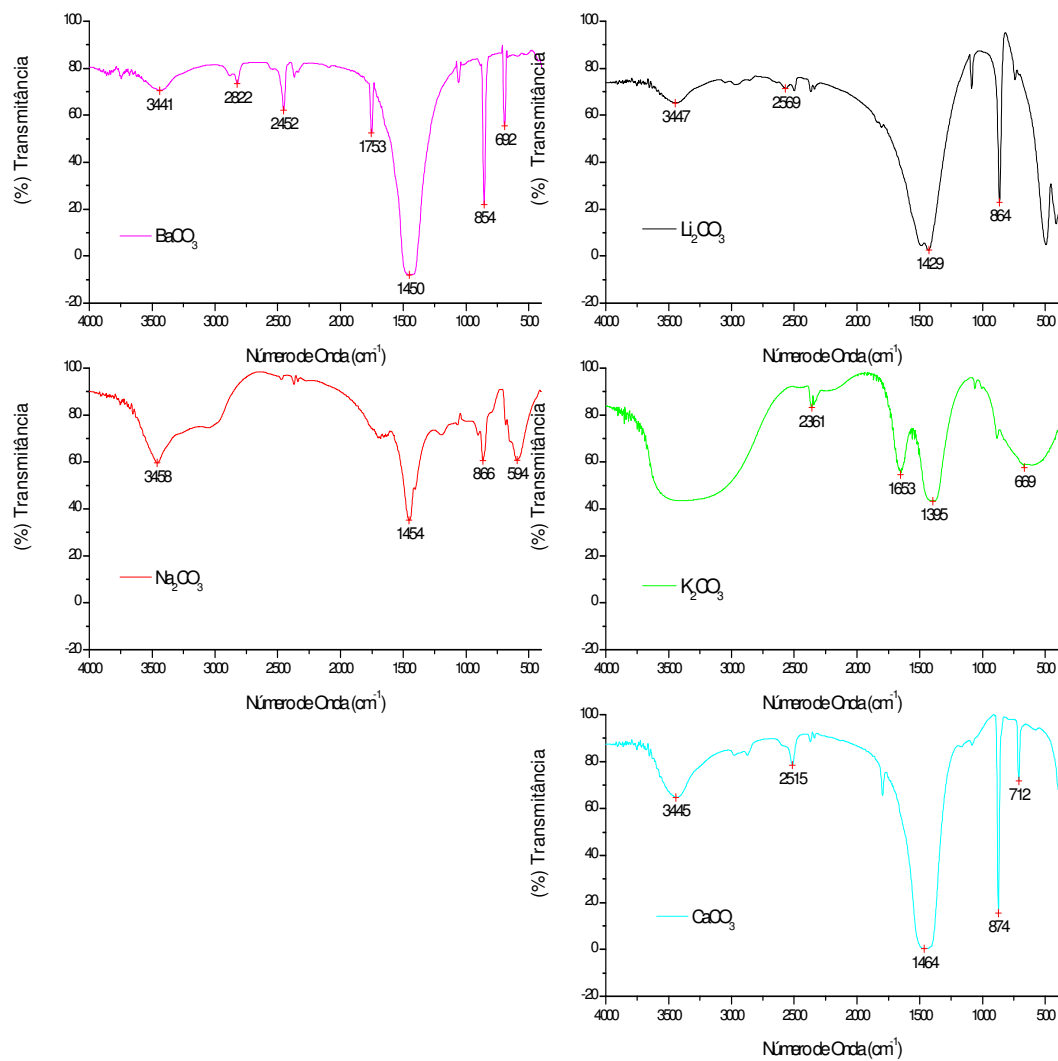 100
80
60
40
20
0
-20
(%) Transmitância
3441
2822
2452
1753
1450
854
692
BaCO₃
4000 3500 3000 2500 2000 1500 1000 500
Número de Onda (cm⁻¹)
100
80
60
40
20
0
-20
(%) Transmitância
3447
2569
1429
864
Li₂CO₃
4000 3500 3000 2500 2000 1500 1000 500
Número de Onda (cm⁻¹)
100
80
60
40
20
0
-20
(%) Transmitância
3458
1454
866
594
Na₂CO₃
4000 3500 3000 2500 2000 1500 1000 500
Número de Onda (cm⁻¹)
100
80
60
40
20
0
-20
(%) Transmitância
2361
1653
1395
669
K₂CO₃
4000 3500 3000 2500 2000 1500 1000 500
Número de Onda (cm⁻¹)
100
80
60
40
20
0
-20
(%) Transmitância
3445
2515
1464
874
712
CaCO₃
4000 3500 3000 2500 2000 1500 1000 500
Número de Onda (cm⁻¹)